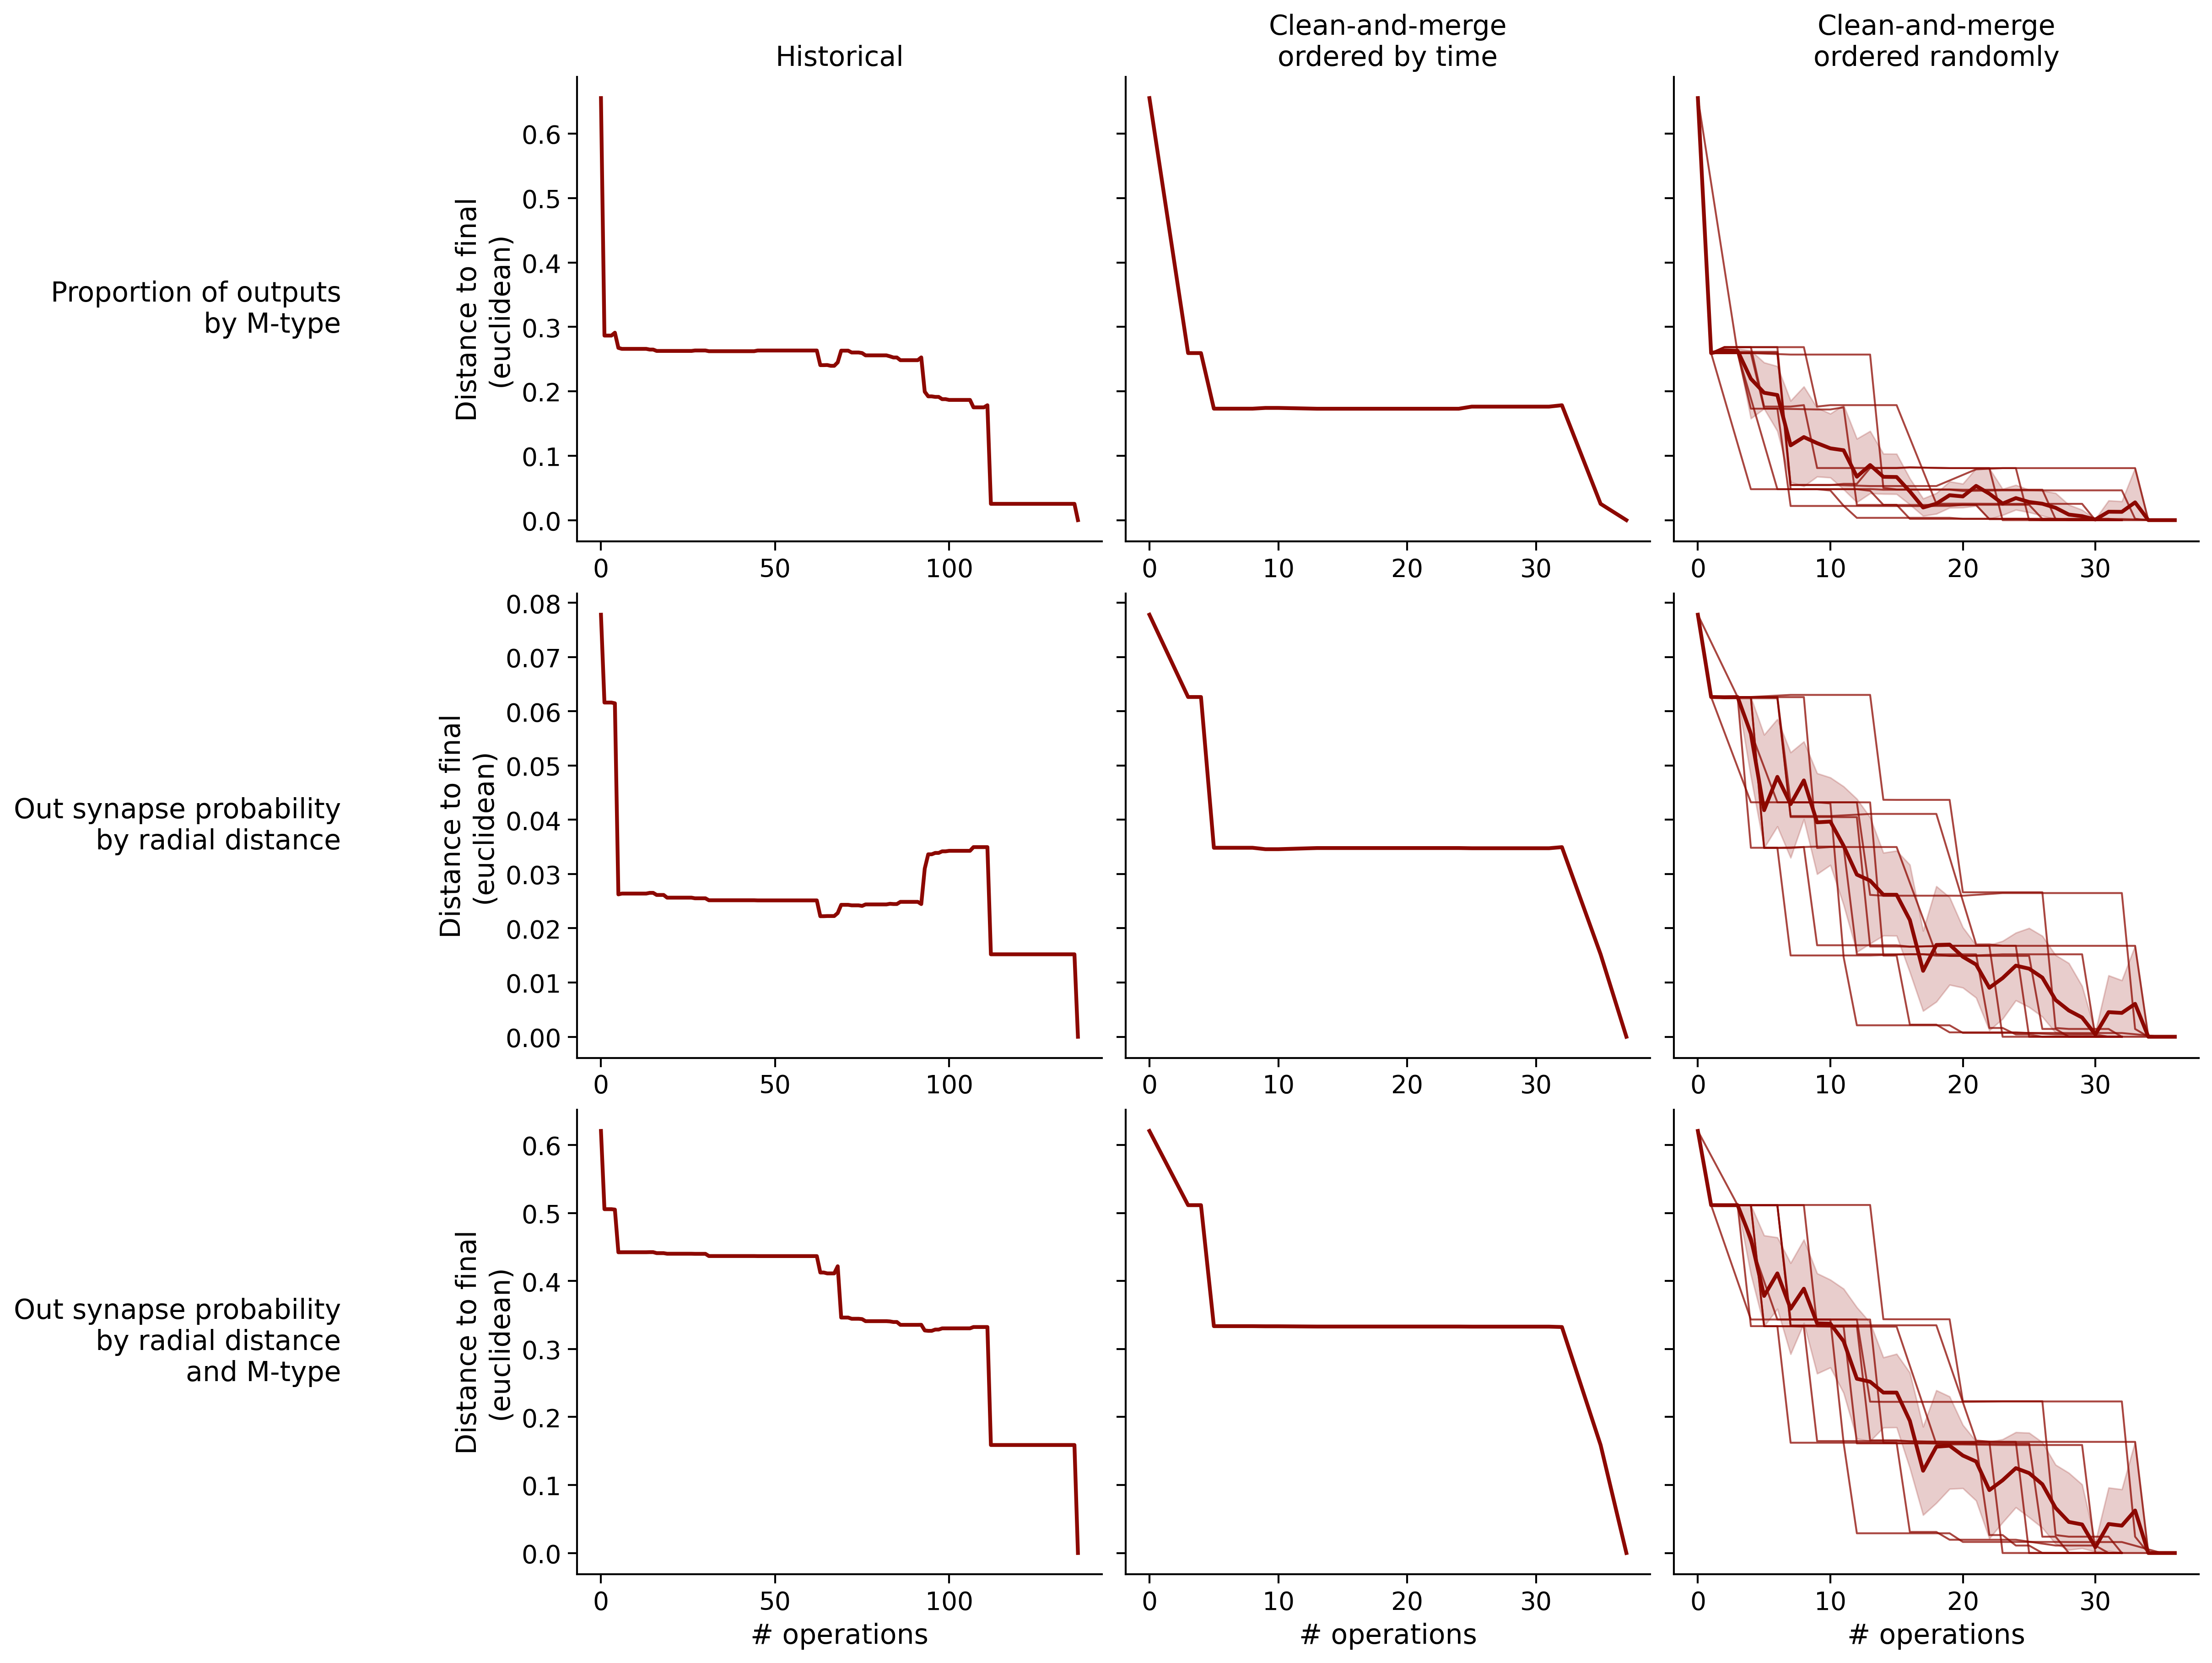 Historical
Clean-and-merge
ordered by time
Clean-and-merge
ordered randomly
Proportion of outputs
by M-type
Distance to final
(euclidean)
0.6
0.5
0.4
0.3
0.2
0.1
0.0
0 50 100
0 10 20 30
0 10 20 30
Out synapse probability
by radial distance
Distance to final
(euclidean)
0.08
0.07
0.06
0.05
0.04
0.03
0.02
0.01
0.00
0 50 100
0 10 20 30
0 10 20 30
Out synapse probability
by radial distance
and M-type
Distance to final
(euclidean)
0.6
0.5
0.4
0.3
0.2
0.1
0.0
0 50 100
0 10 20 30
0 10 20 30
# operations
# operations
# operations